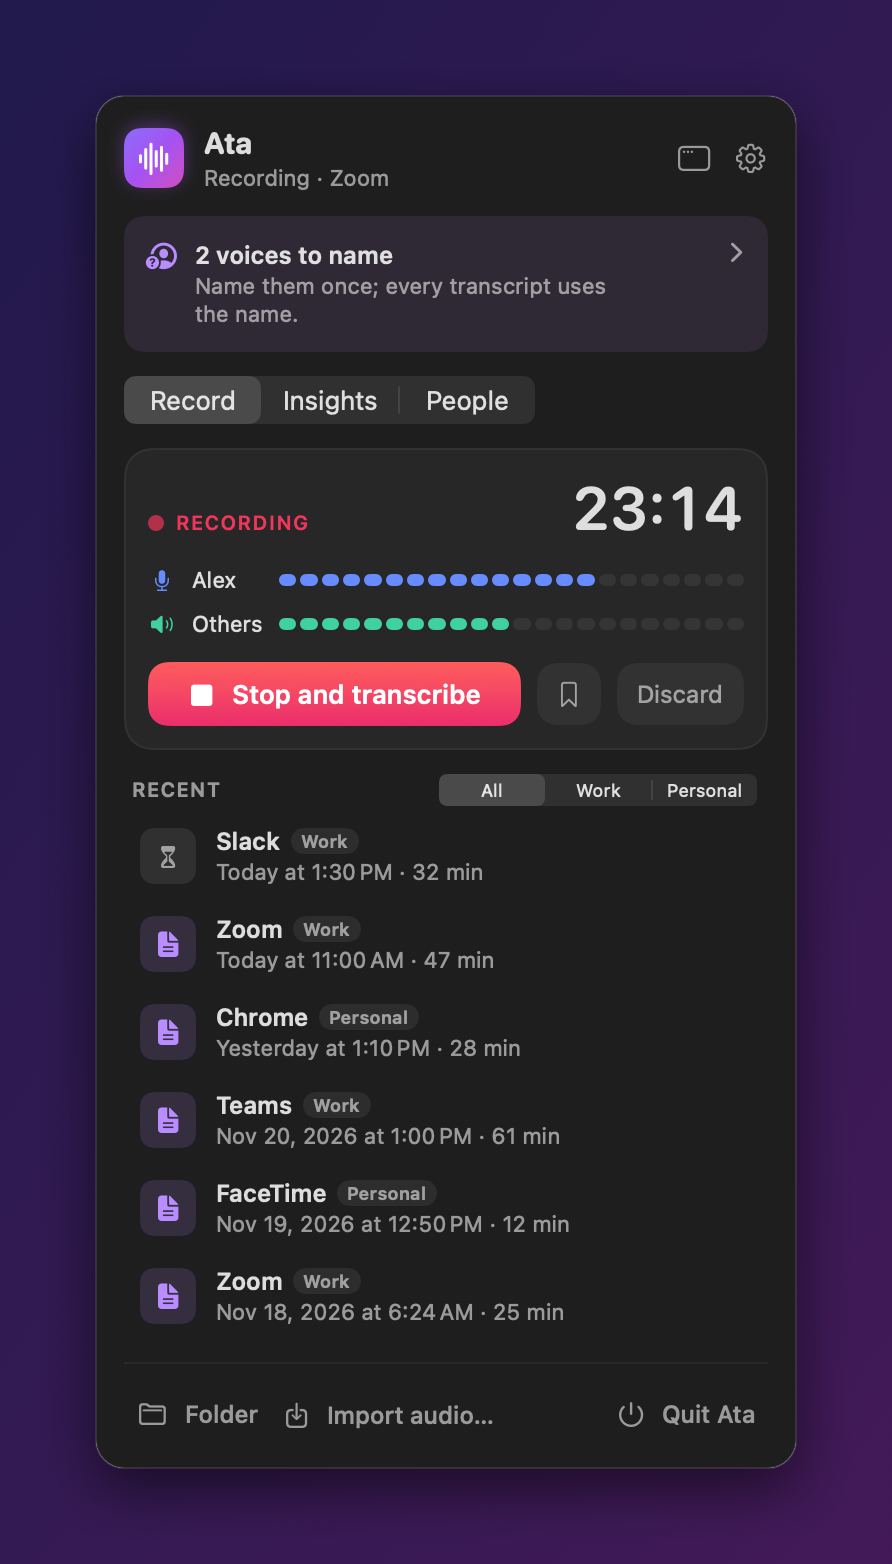 Ata
Recording · Zoom
2 voices to name
Name them once; every transcript uses
the name.
Record Insights People
23:14
RECORDING
Alex
Others
Stop and transcribe Discard
RECENT All Work Personal
Slack Work
Today at 1:30 PM · 32 min
Zoom Work
Today at 11:00 AM · 47 min
Chrome Personal
Yesterday at 1:10 PM · 28 min
Teams Work
Nov 20, 2026 at 1:00 PM · 61 min
FaceTime Personal
Nov 19, 2026 at 12:50 PM · 12 min
Zoom Work
Nov 18, 2026 at 6:24 AM · 25 min
Folder Import audio... Quit Ata